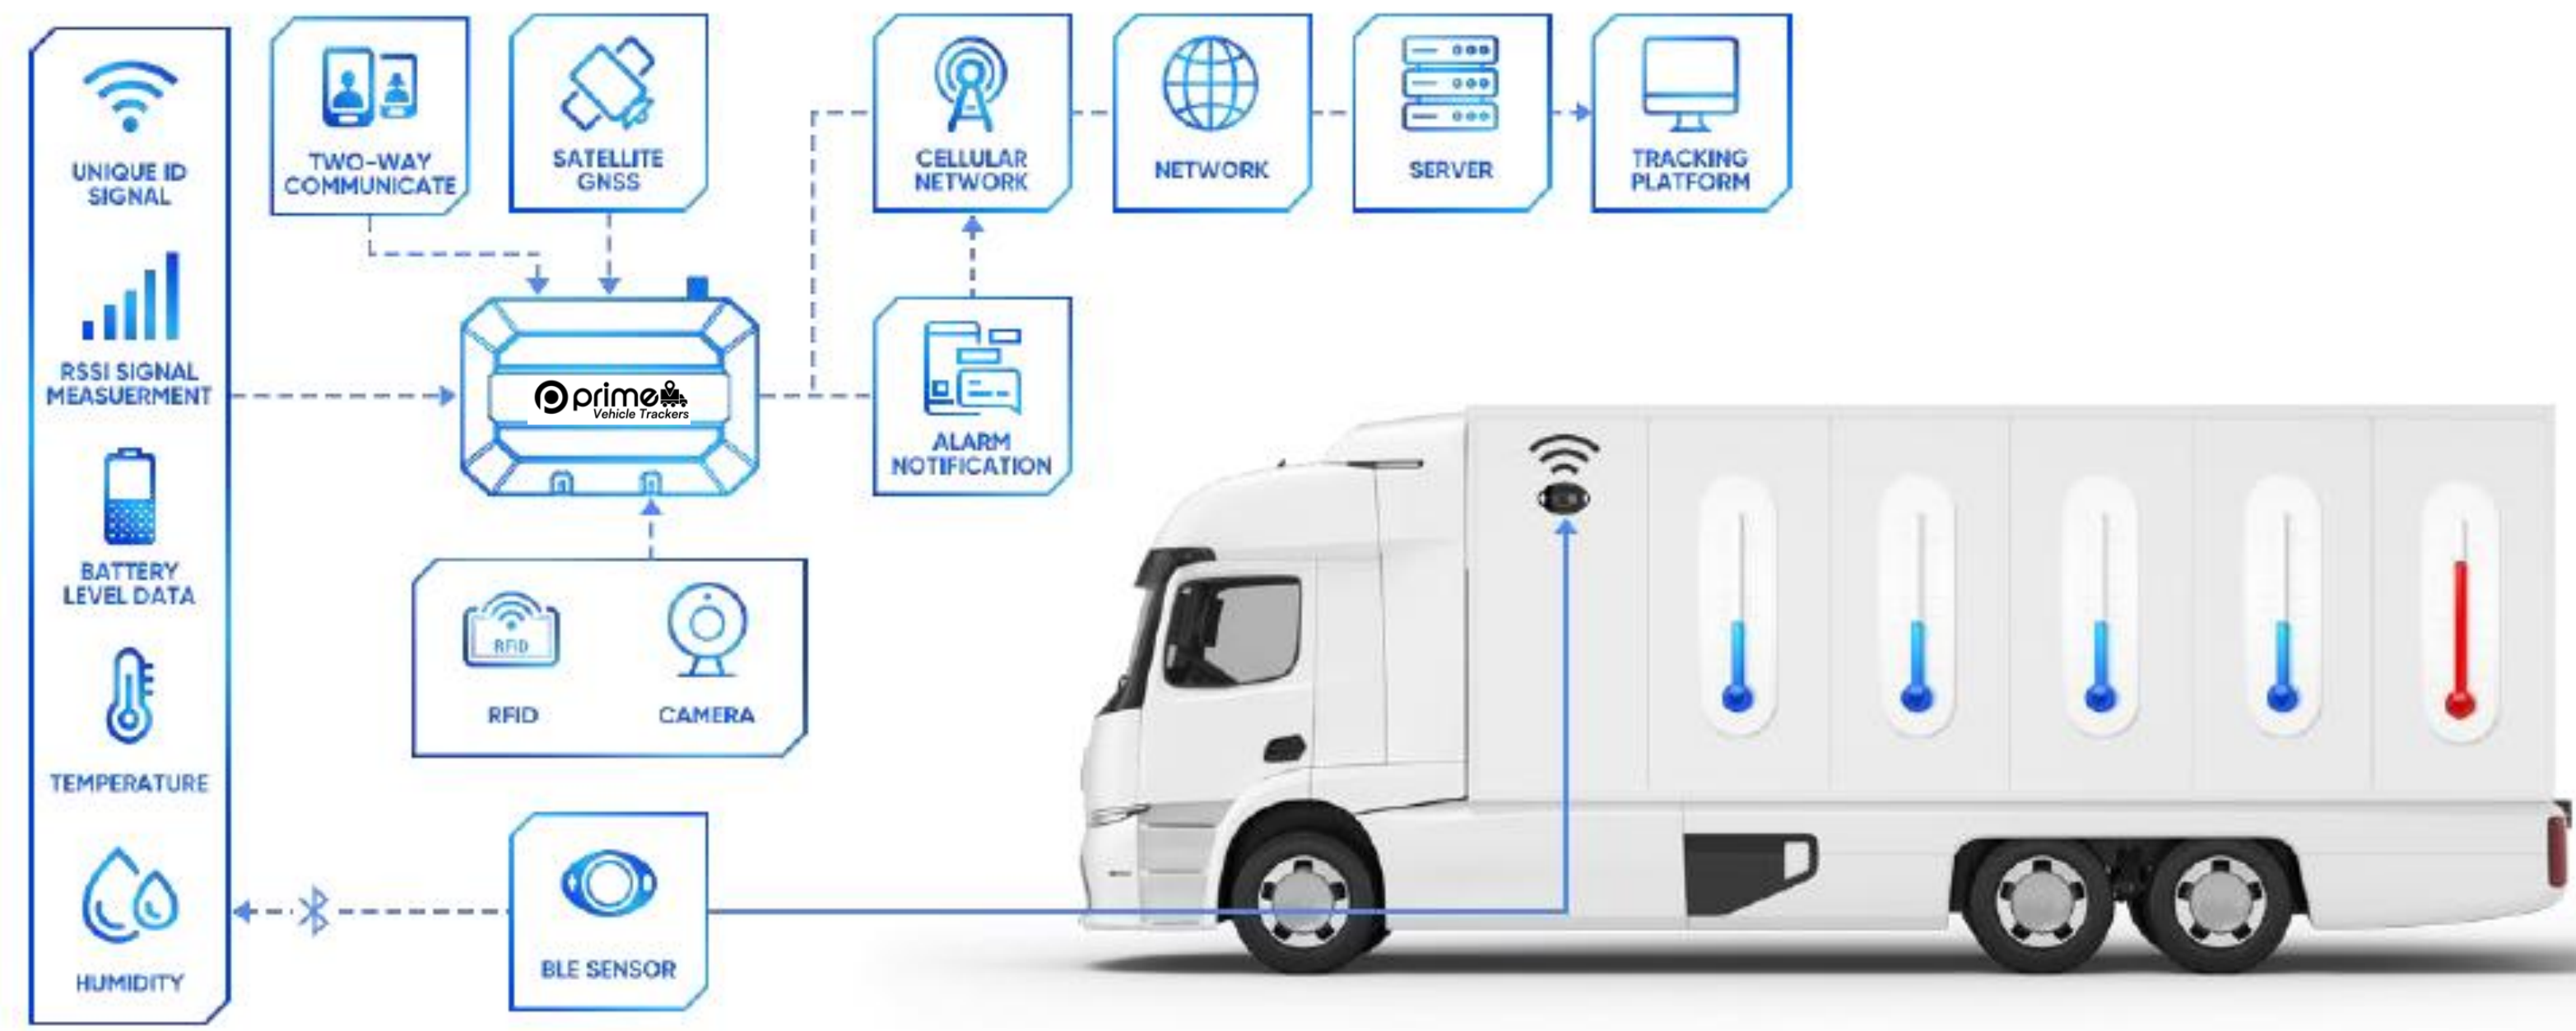 UNIQUE ID
SIGNAL
RSSI SIGNAL
MEASUERMENT
BATTERY
LEVEL DATA
TEMPERATURE
HUMIDITY
TWO-WAY
COMMUNICATE
SATELLITE
GNSS
CELLULAR
NETWORK
NETWORK
SERVER
TRACKING
PLATFORM
prime
Vehicle Trackers
ALARM
NOTIFICATION
RFID
RFID
CAMERA
BLE SENSOR